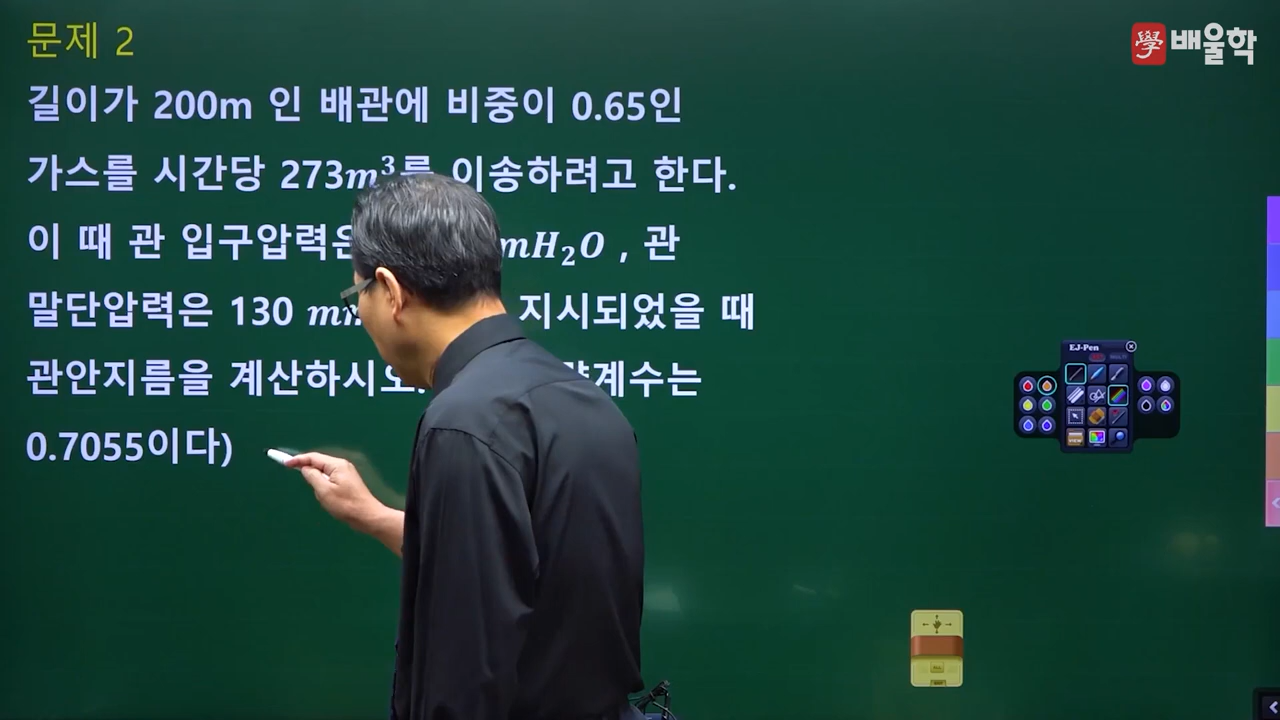 문제 2
學 배울학
길이가 200m 인 배관에 비중이 0.65인
가스를 시간당 273m³를 이송하려고 한다.
이 때 관 입구압력은 mH₂O , 관
말단압력은 130 지시되었을 때
관안지름을 계산하시오. 는
0.7055이다)
EJ-Pen